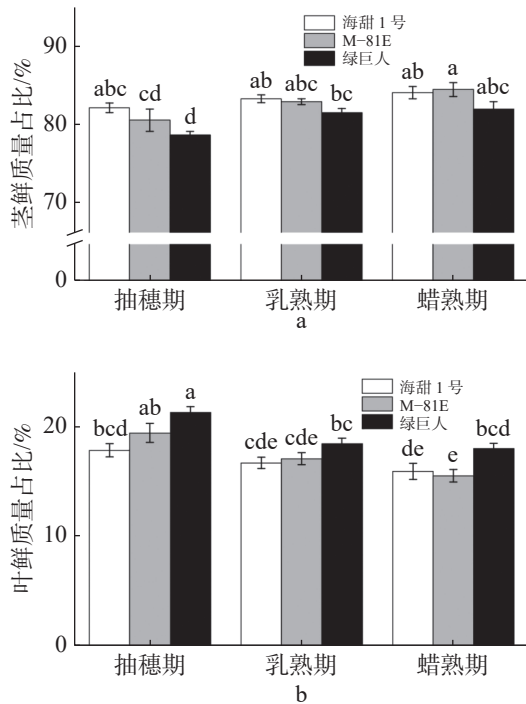 海甜 1 号
M-81E
绿巨人
茎鲜质量占比/%
90
80
70
0
abc cd d ab abc bc ab a abc
抽穗期 乳熟期 蜡熟期
a
海甜 1 号
M-81E
绿巨人
叶鲜质量占比/%
20
10
0
bcd ab a cde cde bc de e bcd
抽穗期 乳熟期 蜡熟期
b